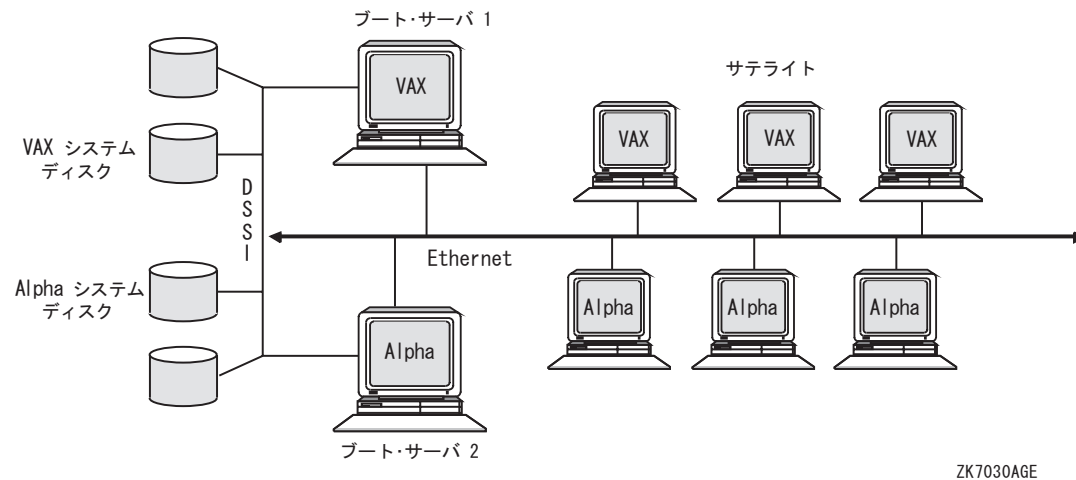 ブート・サーバ 1
VAX
サテライト
VAX
VAX
VAX
VAX システム
ディスク
DSSI
Ethernet
Alpha システム
ディスク
Alpha
Alpha
Alpha
Alpha
ブート・サーバ 2
ZK7030AGE